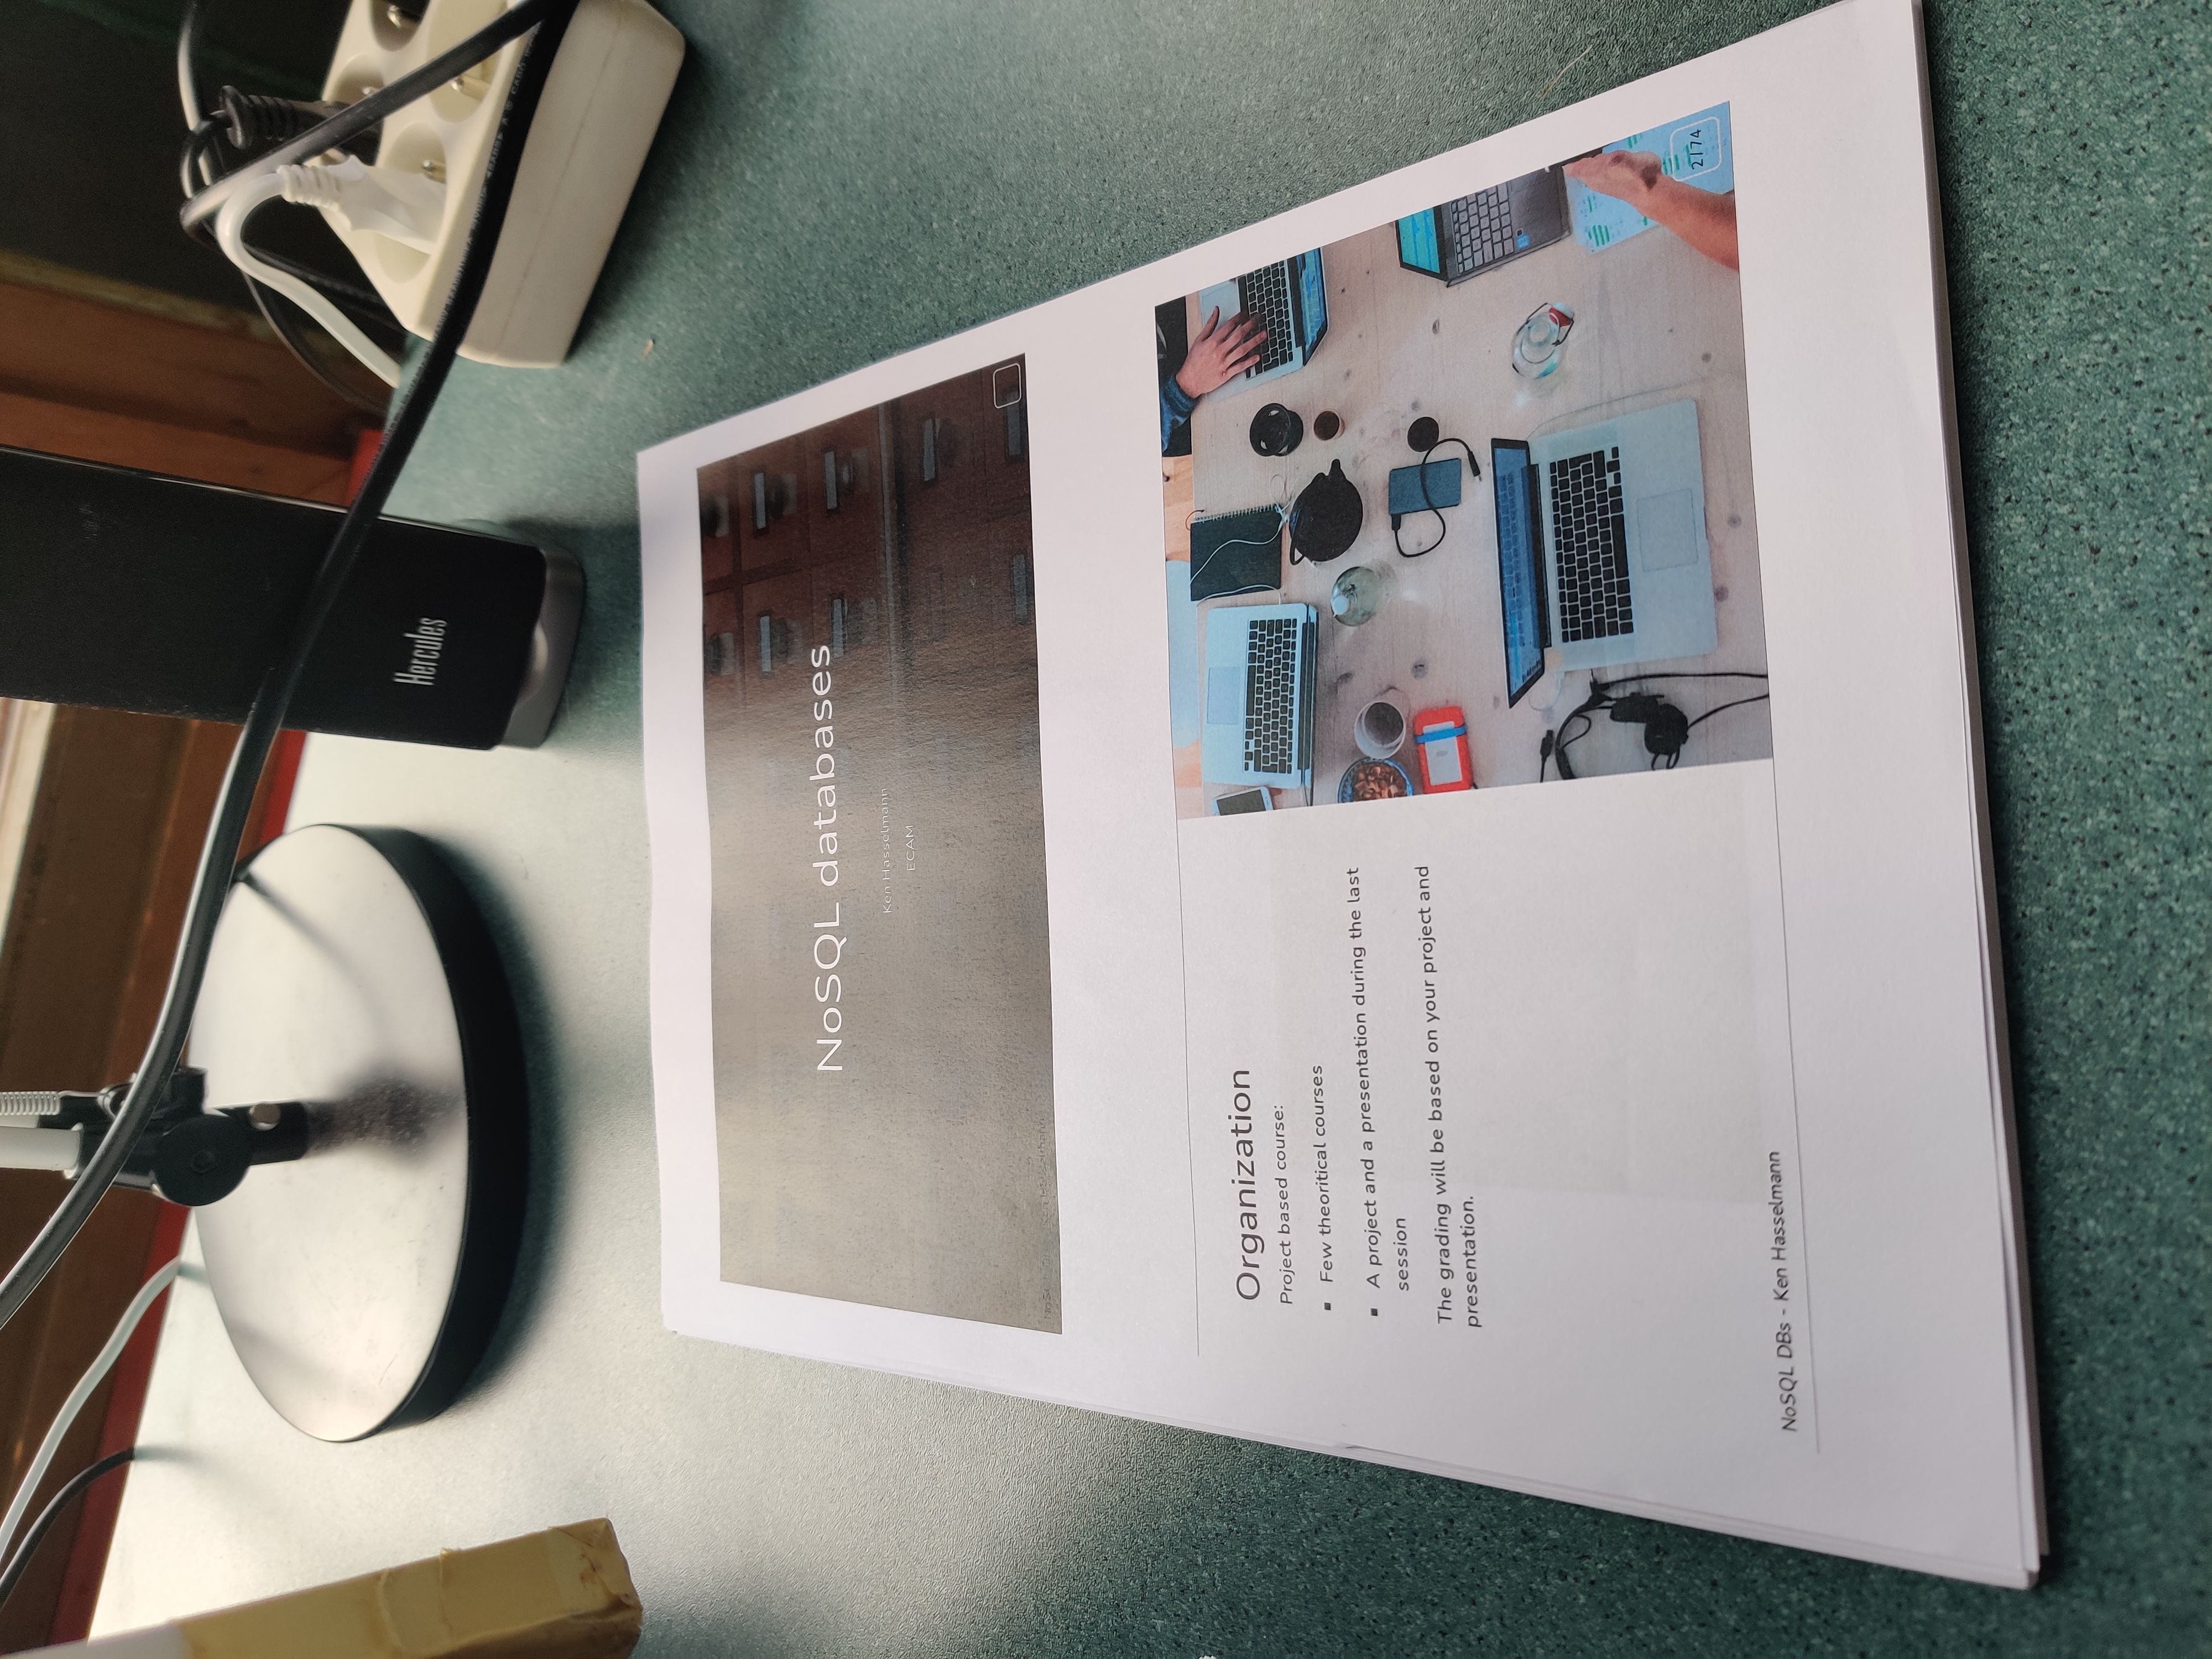 Hercules
NoSQL databases
Ken Hasselmann
ECAM
Organization
Project based course:
▪ Few theoritical courses
▪ A project and a presentation during the last
session
The grading will be based on your project and
presentation.
2/74
NoSQL DBs - Ken Hasselmann